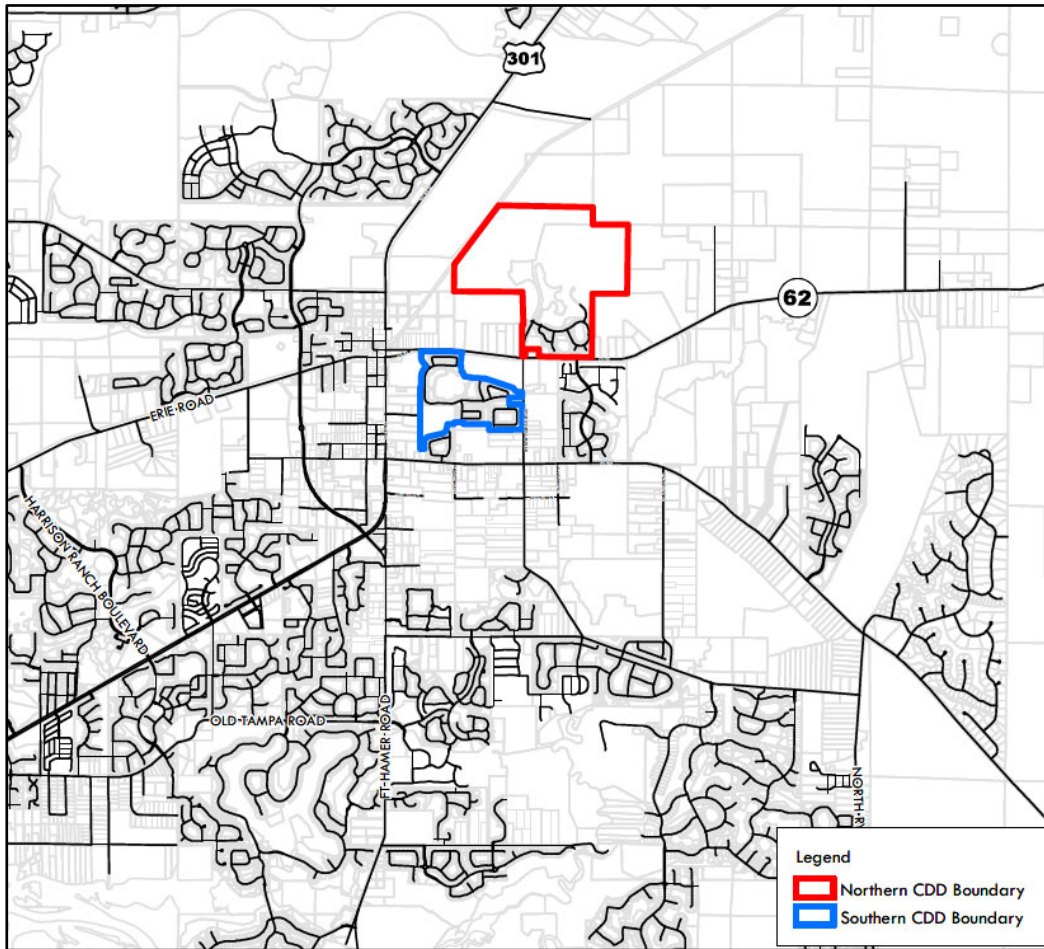 301
62
ERIE ROAD
HARRISON RANCH BOULEVARD
OLD TAMPA ROAD
FT HAMER ROAD
NORTH
Legend
Northern CDD Boundary
Southern CDD Boundary